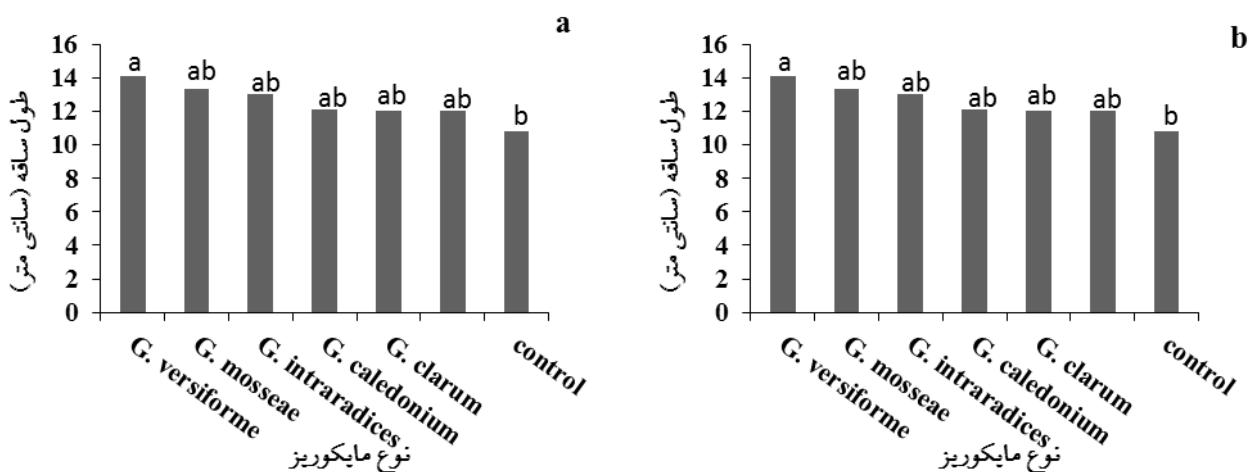 a
16
14
12
10
8
6
4
2
0
طول ساقه (سانتی متر)
a
ab
ab
ab
ab
ab
b
G. versiforme
G. mosseae
G. intraradices
G. caledonium
G. clarum
control
نوع مایکوریز
b
16
14
12
10
8
6
4
2
0
طول ساقه (سانتی متر)
a
ab
ab
ab
ab
ab
b
G. versiforme
G. mosseae
G. intraradices
G. caledonium
G. clarum
control
نوع مایکوریز